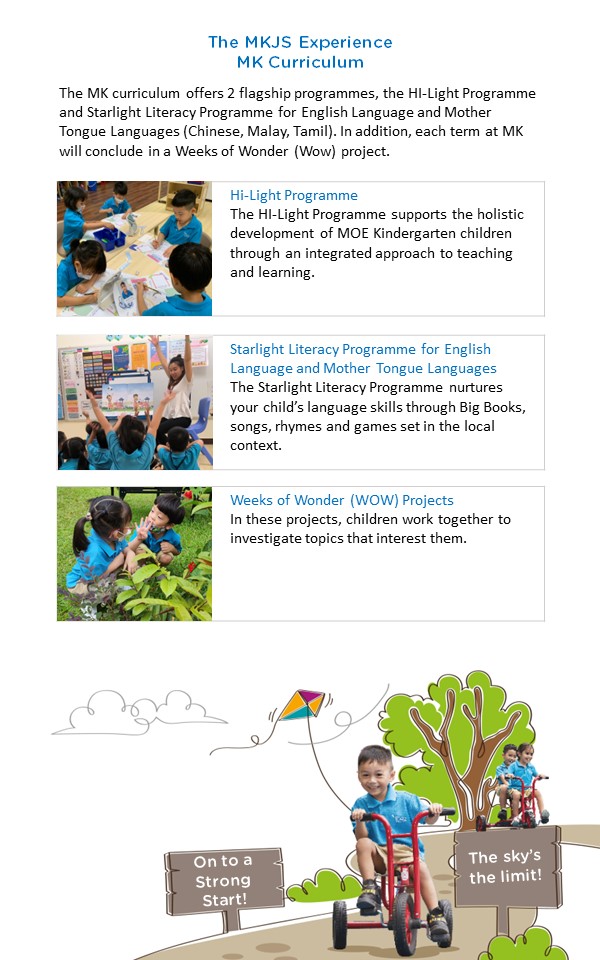 The MKJS Experience
MK Curriculum
The MK curriculum offers 2 flagship programmes, the HI-Light Programme
and Starlight Literacy Programme for English Language and Mother
Tongue Languages (Chinese, Malay, Tamil). In addition, each term at MK
will conclude in a Weeks of Wonder (Wow) project.
Hi-Light Programme
The HI-Light Programme supports the holistic
development of MOE Kindergarten children
through an integrated approach to teaching
and learning.
Starlight Literacy Programme for English
Language and Mother Tongue Languages
The Starlight Literacy Programme nurtures
your child's language skills through Big Books,
songs, rhymes and games set in the local
context.
Weeks of Wonder (WOW) Projects
In these projects, children work together to
investigate topics that interest them.
On to a
Strong
Start!
The sky's
the limit!